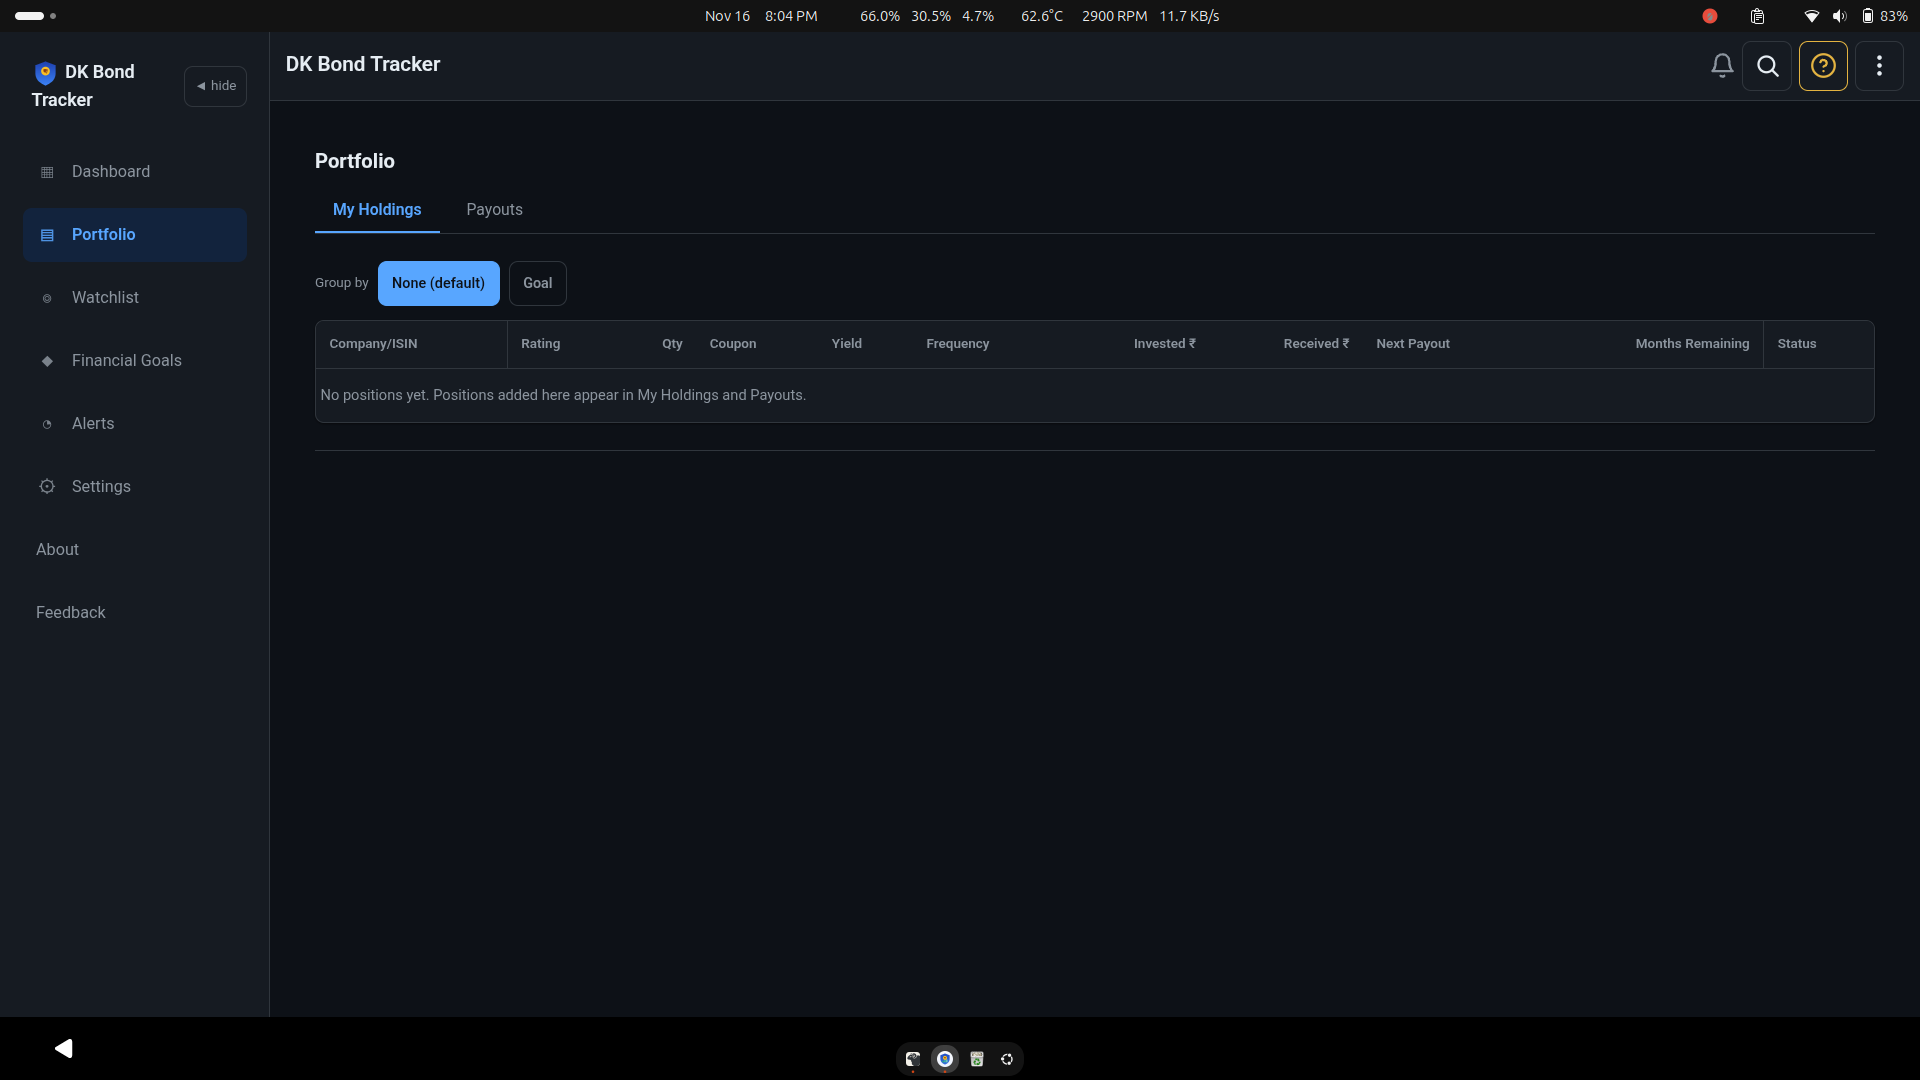 Nov 16 8:04 PM 66.0% 30.5% 4.7% 62.6°C 2900 RPM 11.7 KB/s 83%
DK Bond
Tracker
◄ hide
DK Bond Tracker
Dashboard
Portfolio
Watchlist
Financial Goals
Alerts
Settings
About
Feedback
Portfolio
My Holdings Payouts
Group by None (default) Goal
Company/ISIN Rating Qty Coupon Yield Frequency Invested ₹ Received ₹ Next Payout Months Remaining Status
No positions yet. Positions added here appear in My Holdings and Payouts.